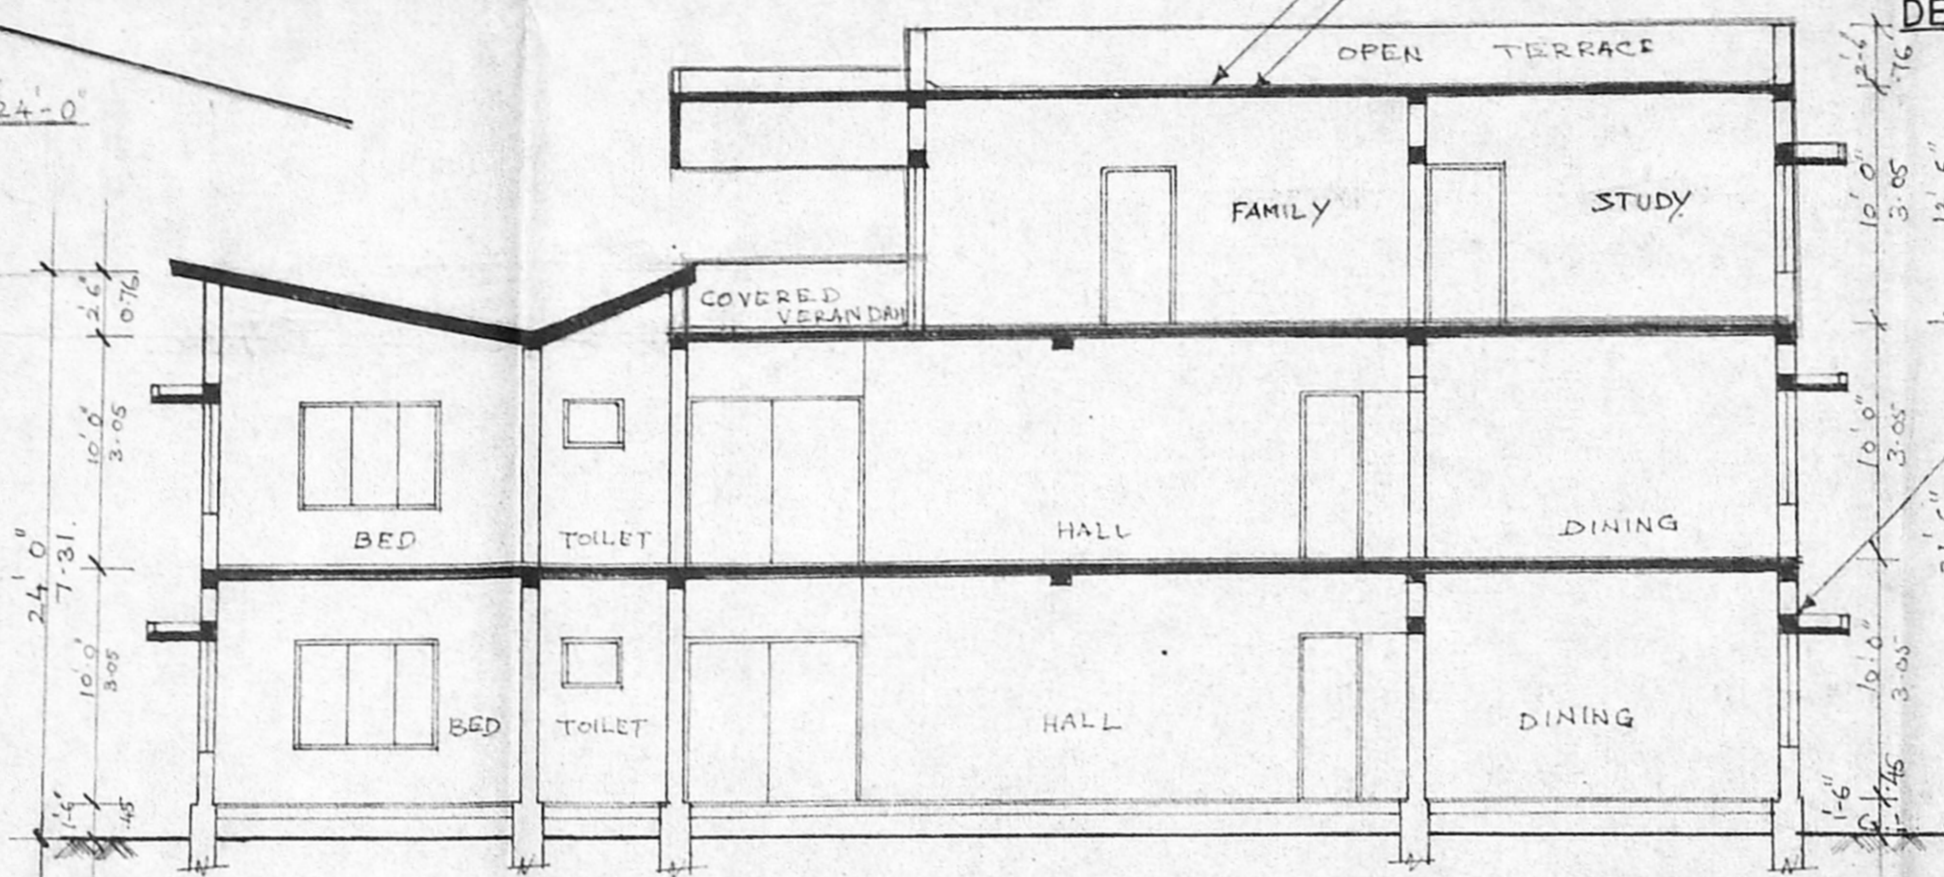 DE
OPEN TERRACE
2'-6"
.76
24'-0"
10'0"
3.05
FAMILY
STUDY
2'6"
0.76
COVERED
VERANDAH
10'0"
3.05
10'0"
3.05
BED
TOILET
HALL
DINING
24'0"
7.31.
10'0"
3.05
10'0"
3.05
BED
TOILET
HALL
DINING
1'-6"
.45
1'-6"
.45